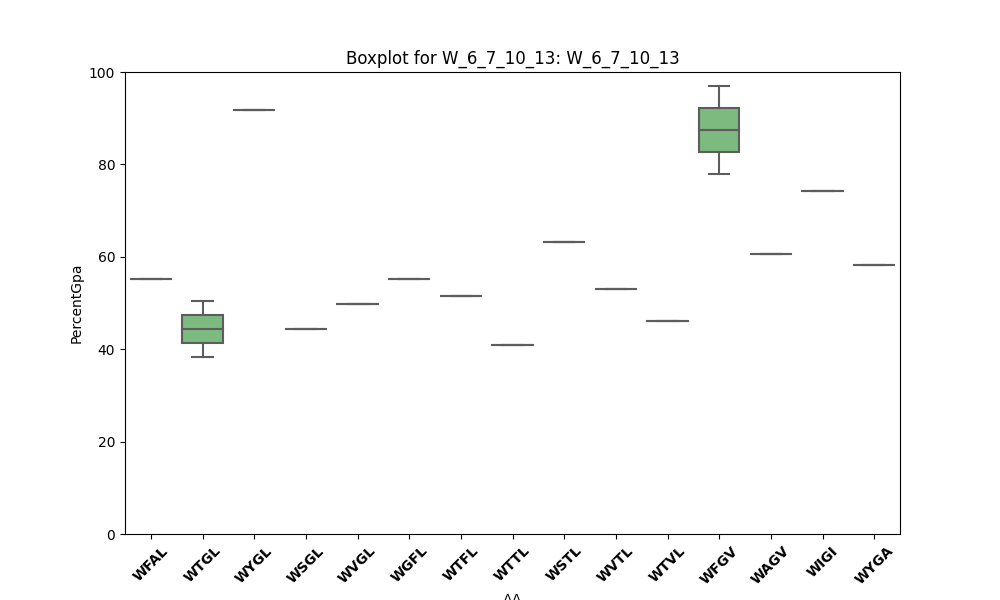 Boxplot for W_6_7_10_13: W_6_7_10_13
100
80
60
40
20
0
PercentGpa
WFAL
WTGL
WYGL
WSGL
WVGL
WGFL
WTFL
WTTL
WSTL
WVTL
WTVL
WFGV
WAGV
WIGI
WYGA
AA